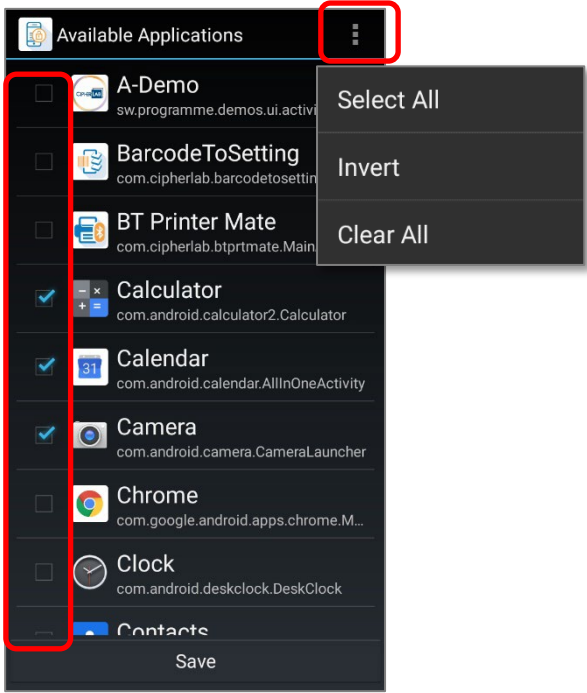 Available Applications
A-Demo
sw.programme.demos.ui.activi
BarcodeToSetting
com.cipherlab.barcodetosettin
BT Printer Mate
com.cipherlab.btprtmate.Main
Calculator
com.android.calculator2.Calculator
31
Calendar
com.android.calendar.AllInOneActivity
Camera
com.android.camera.CameraLauncher
Chrome
com.google.android.apps.chrome.M...
Clock
com.android.deskclock.DeskClock
Contacts
Save
Select All
Invert
Clear All